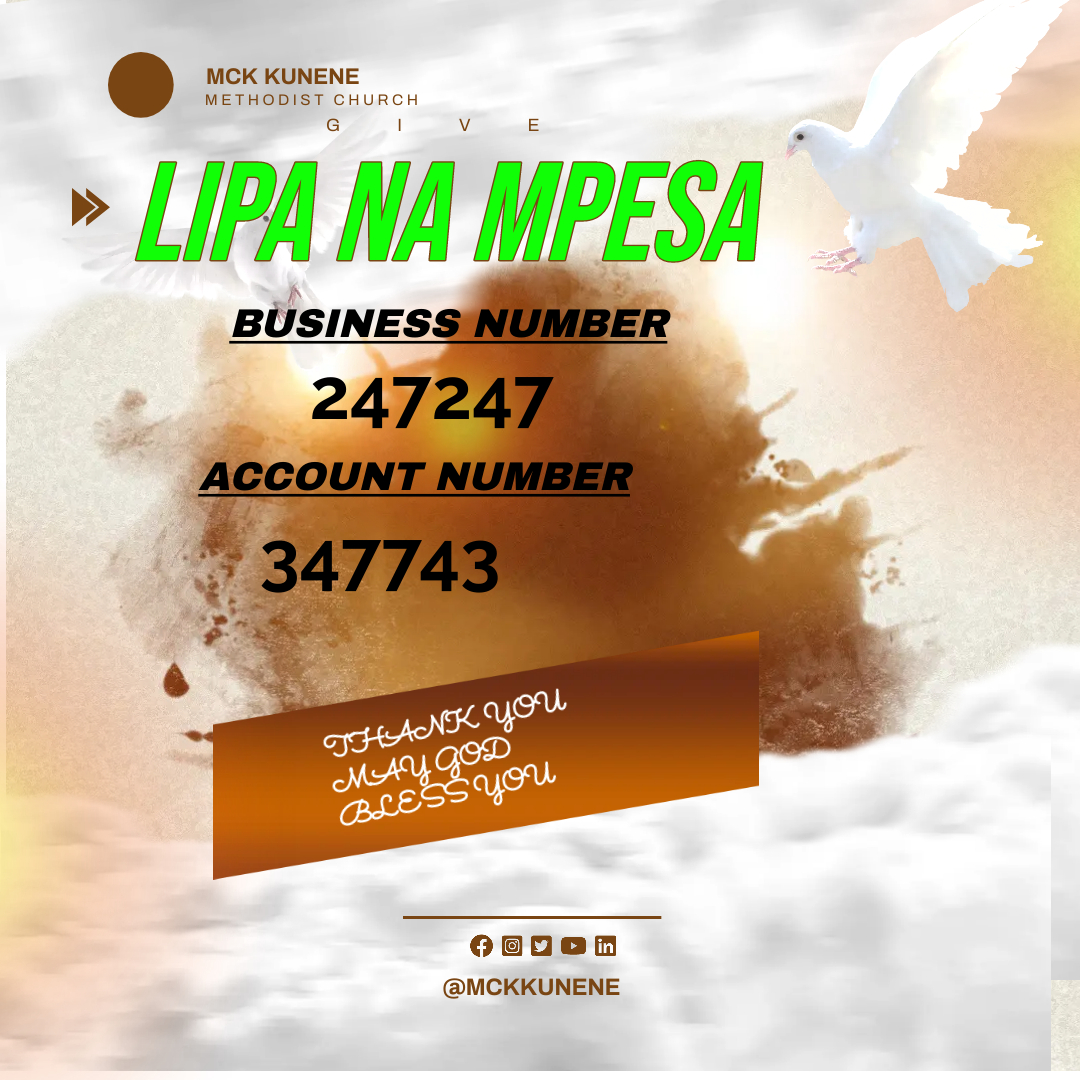 MCK KUNENE
METHODIST CHURCH
G I V E
LIPA NA MPESA
BUSINESS NUMBER
247247
ACCOUNT NUMBER
347743
THANK YOU
MAY GOD
BLESS YOU
@MCKKUNENE